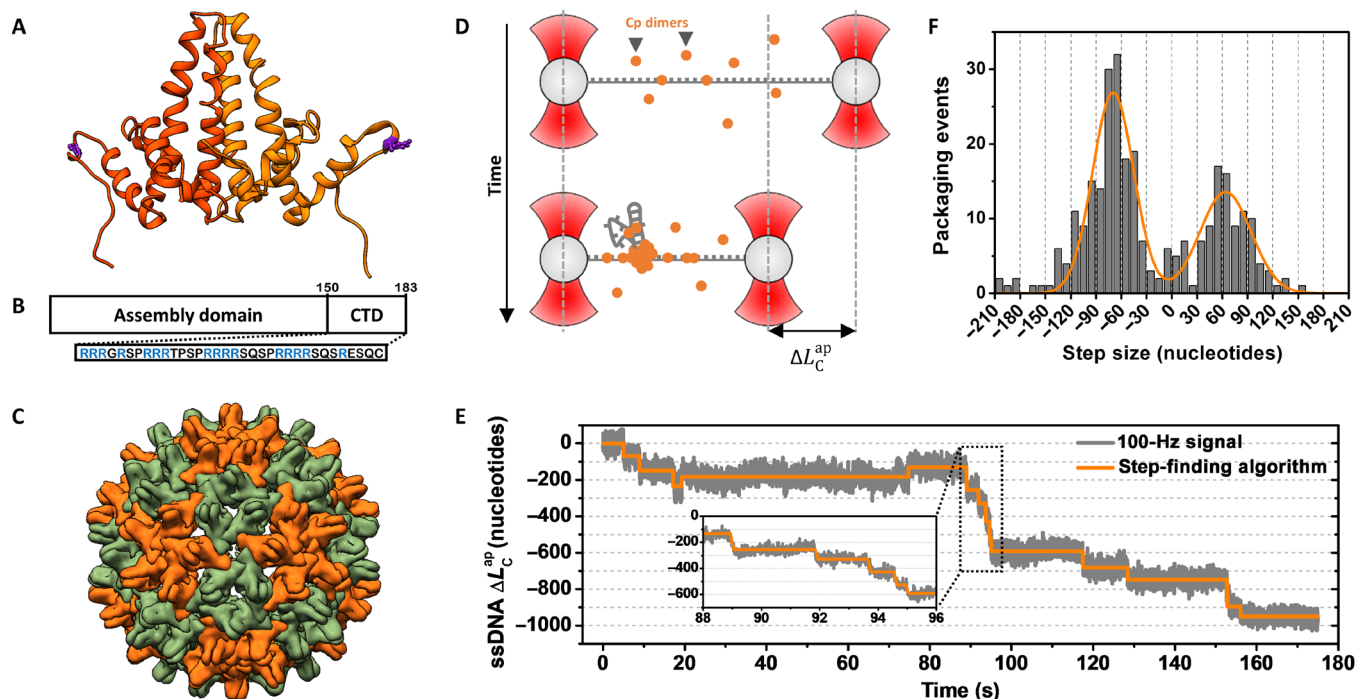 A
B
Assembly domain
150
183
CTD
RRRGRSPRRRTPSPRRRRSQSPRRRRSQSRESQC
C
D
Cp dimers
Time
ΔL_C^ap
E
ssDNA ΔL_C^ap (nucleotides)
0
−200
−400
−600
−800
−1000
100-Hz signal
Step-finding algorithm
0
−200
−400
−600
88
90
92
94
96
0
20
40
60
80
100
120
140
160
180
Time (s)
F
Packaging events
30
20
10
0
−210
−180
−150
−120
−90
−60
−30
0
30
60
90
120
150
180
210
Step size (nucleotides)